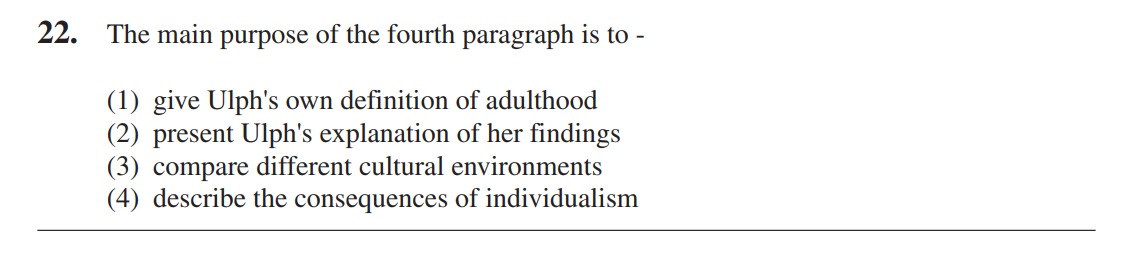 22. The main purpose of the fourth paragraph is to -
(1) give Ulph's own definition of adulthood
(2) present Ulph's explanation of her findings
(3) compare different cultural environments
(4) describe the consequences of individualism